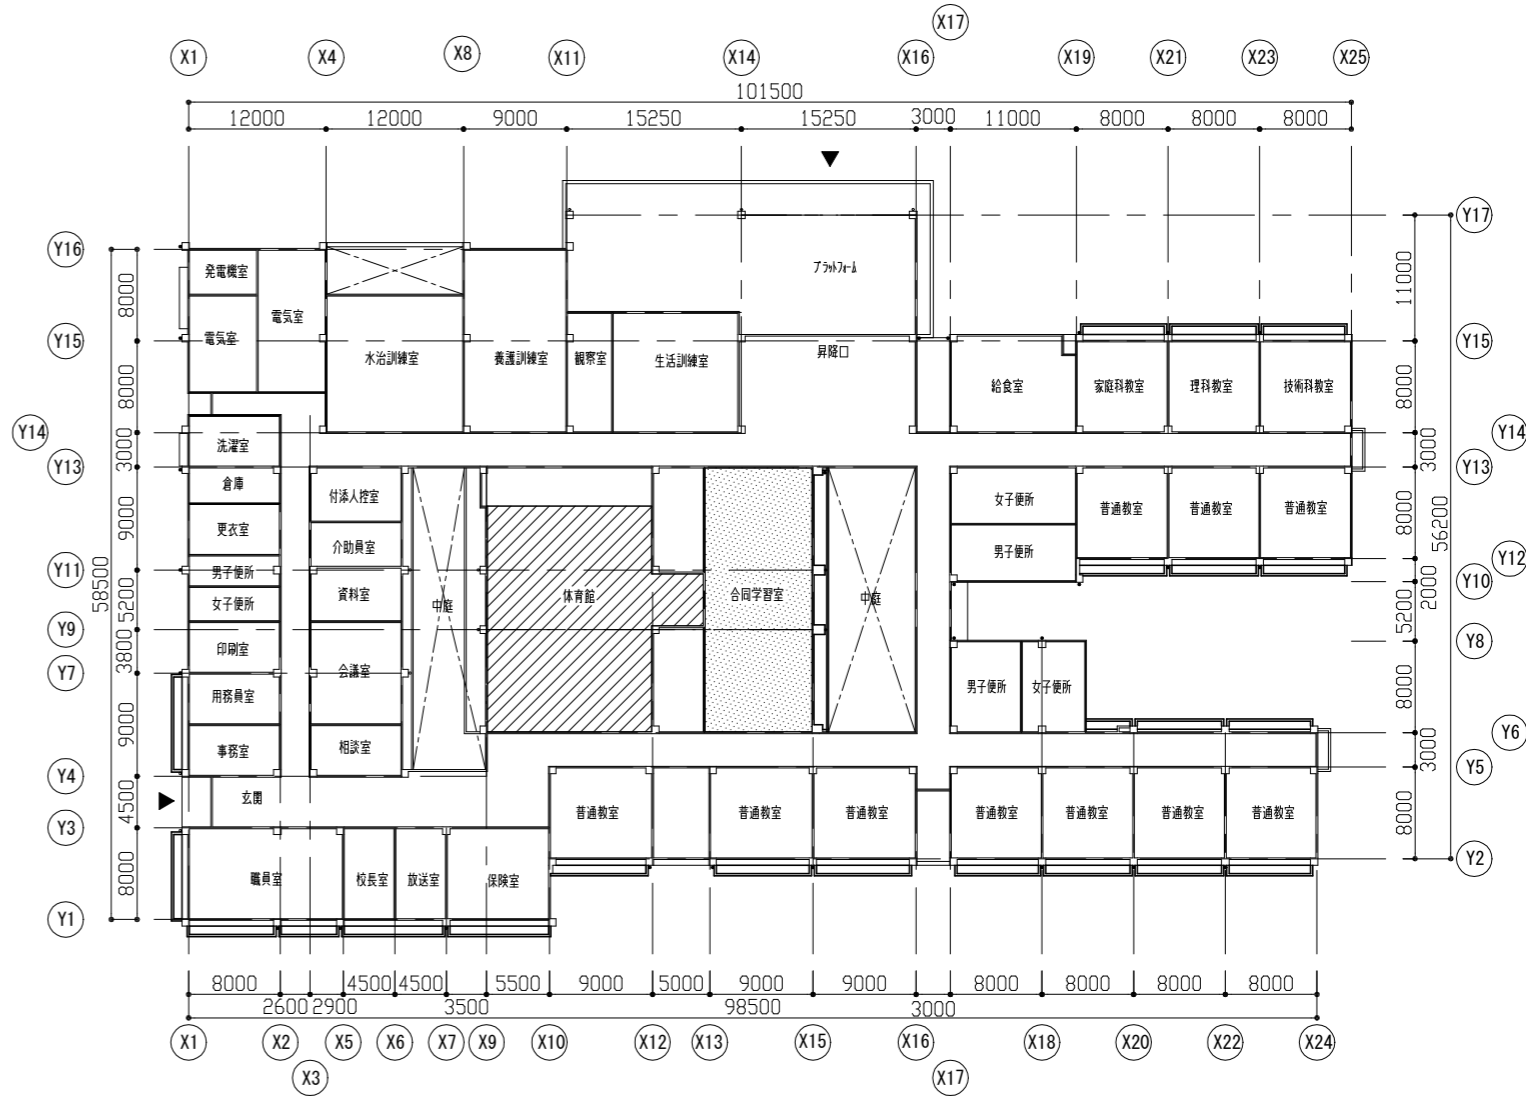 X17
X1 X4 X8 X11 X14 X16 X19 X21 X23 X25
101500
12000 12000 9000 15250 15250 3000 11000 8000 8000 8000
Y17
Y16
プラットフォーム
発電機室
電気室
電気室
8000
11000
Y15
昇降口
Y15
水治訓練室 養護訓練室 観察室 生活訓練室 給食室 家庭科教室 理科教室 技術科教室
8000
8000
Y14
Y14
洗濯室
3000
3000
Y13
Y13
倉庫 付添人控室 女子便所
更衣室 介助員室 男子便所 普通教室 普通教室 普通教室
9000
8000
56200
Y12
Y11
男子便所
Y10
2000
58500
女子便所 資料室 中庭 体育館 合同学習室 中庭
5200
5200
Y9
Y8
印刷室 会議室
3800
Y7
用務員室 男子便所 女子便所
8000
9000
事務室 相談室
Y6
3000
Y4
Y5
玄関
4500
普通教室 普通教室 普通教室 普通教室 普通教室 普通教室 普通教室
8000
Y3
Y2
職員室 校長室 放送室 保険室
8000
Y1
8000 4500 4500 5500 9000 5000 9000 9000 8000 8000 8000 8000
2600 2900 3500 98500 3000
X1 X2 X5 X6 X7 X9 X10 X12 X13 X15 X16 X18 X20 X22 X24
X3 X17